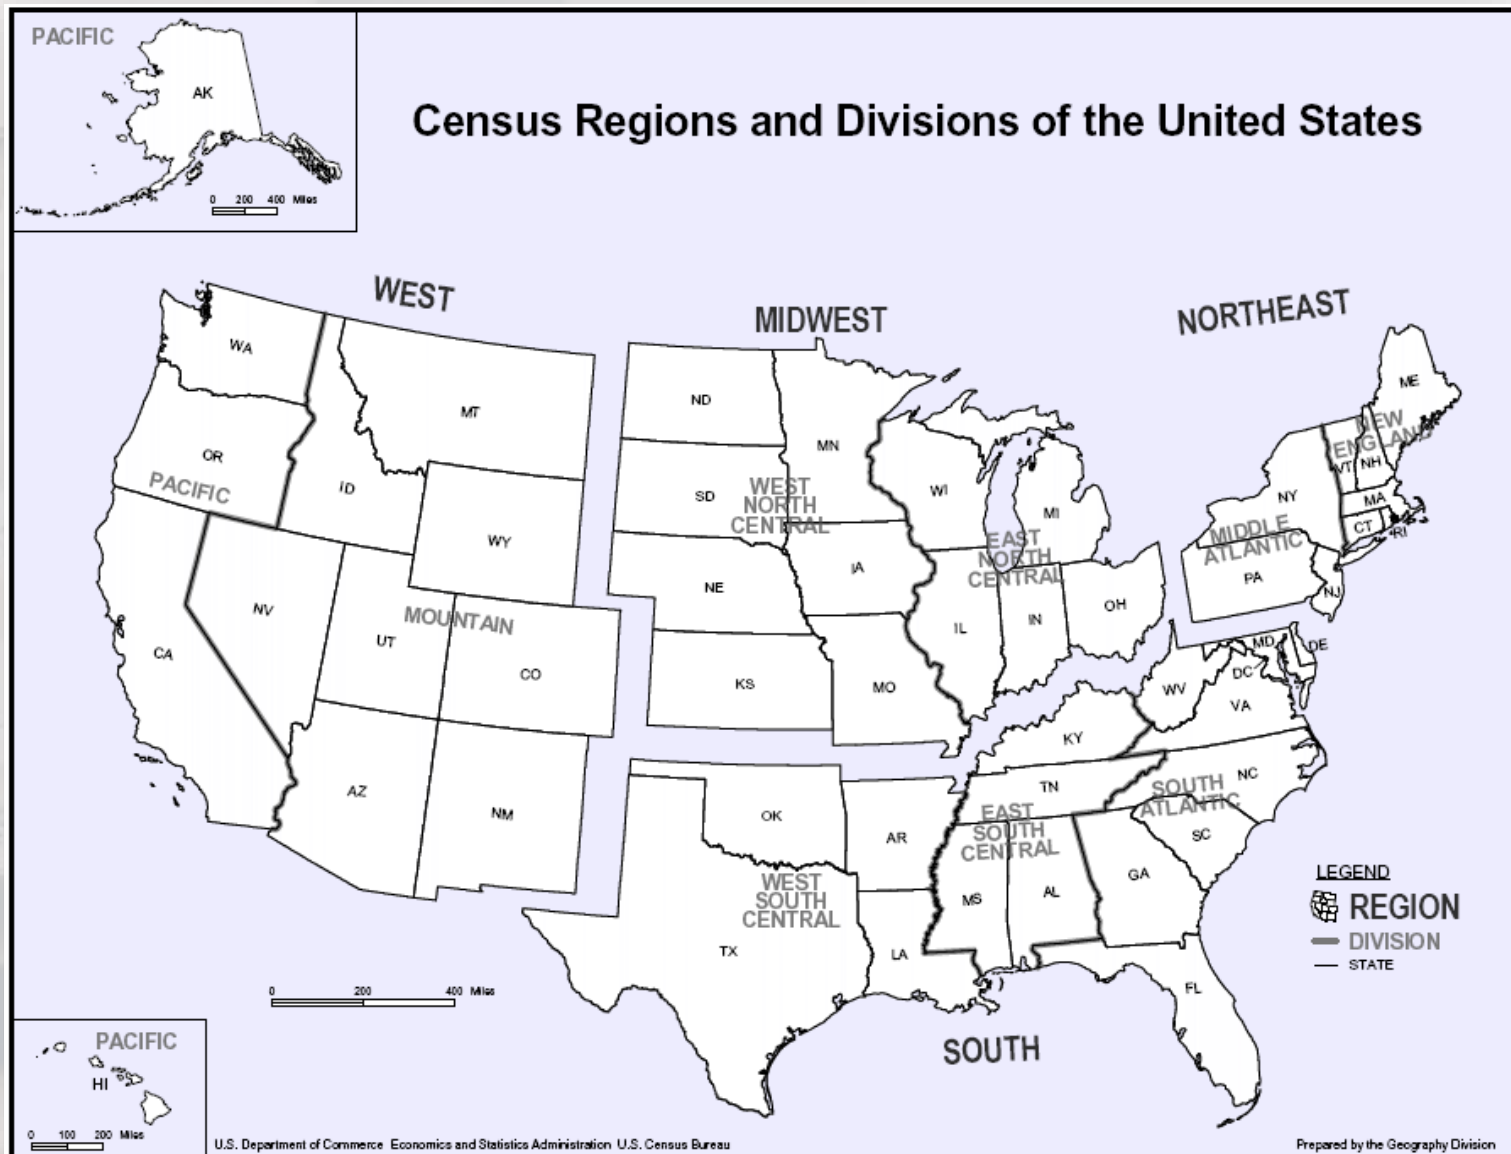 PACIFIC
AK
0 200 400 Miles
Census Regions and Divisions of the United States
WEST
MIDWEST
NORTHEAST
WA
MT
OR
ID
PACIFIC
WY
NV
UT
MOUNTAIN
CO
CA
AZ
NM
ND
MN
SD
WEST
NORTH
CENTRAL
NE
IA
KS
MO
WI
MI
EAST
NORTH
CENTRAL
IL
IN
OH
ME
NEW
ENGLAND
VT
NH
MA
CT
RI
NY
MIDDLE
ATLANTIC
PA
NJ
MD
DE
DC
WV
VA
KY
TN
NC
SOUTH
ATLANTIC
SC
EAST
SOUTH
CENTRAL
GA
MS
AL
OK
AR
WEST
SOUTH
CENTRAL
TX
LA
FL
SOUTH
LEGEND
REGION
DIVISION
STATE
0 200 400 Miles
PACIFIC
HI
0 100 200 Miles
U.S. Department of Commerce Economics and Statistics Administration U.S. Census Bureau
Prepared by the Geography Division